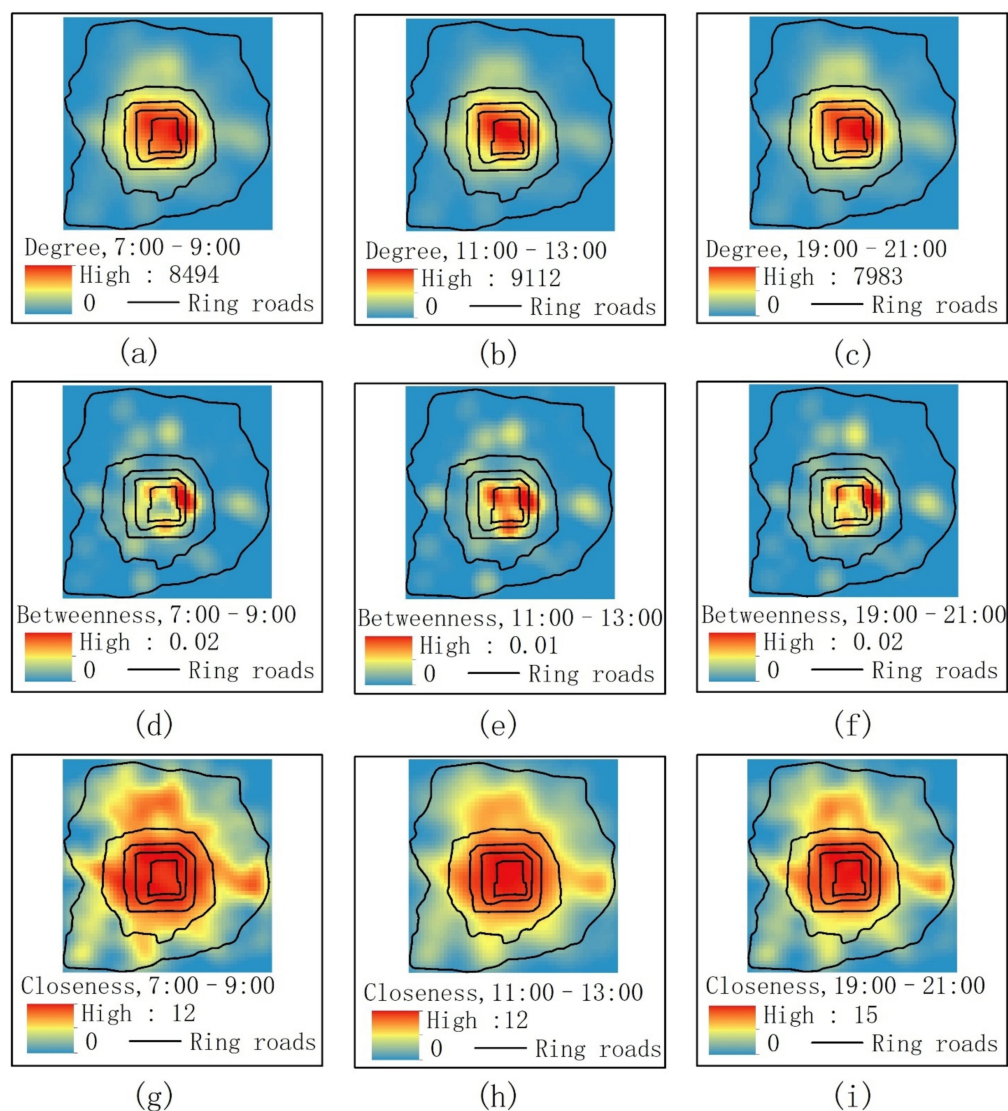 Degree, 7:00 - 9:00
High : 8494
0 Ring roads
(a)
Degree, 11:00 - 13:00
High : 9112
0 Ring roads
(b)
Degree, 19:00 - 21:00
High : 7983
0 Ring roads
(c)
Betweenness, 7:00 - 9:00
High : 0.02
0 Ring roads
(d)
Betweenness, 11:00 - 13:00
High : 0.01
0 Ring roads
(e)
Betweenness, 19:00 - 21:00
High : 0.02
0 Ring roads
(f)
Closeness, 7:00 - 9:00
High : 12
0 Ring roads
(g)
Closeness, 11:00 - 13:00
High :12
0 Ring roads
(h)
Closeness, 19:00 - 21:00
High : 15
0 Ring roads
(i)